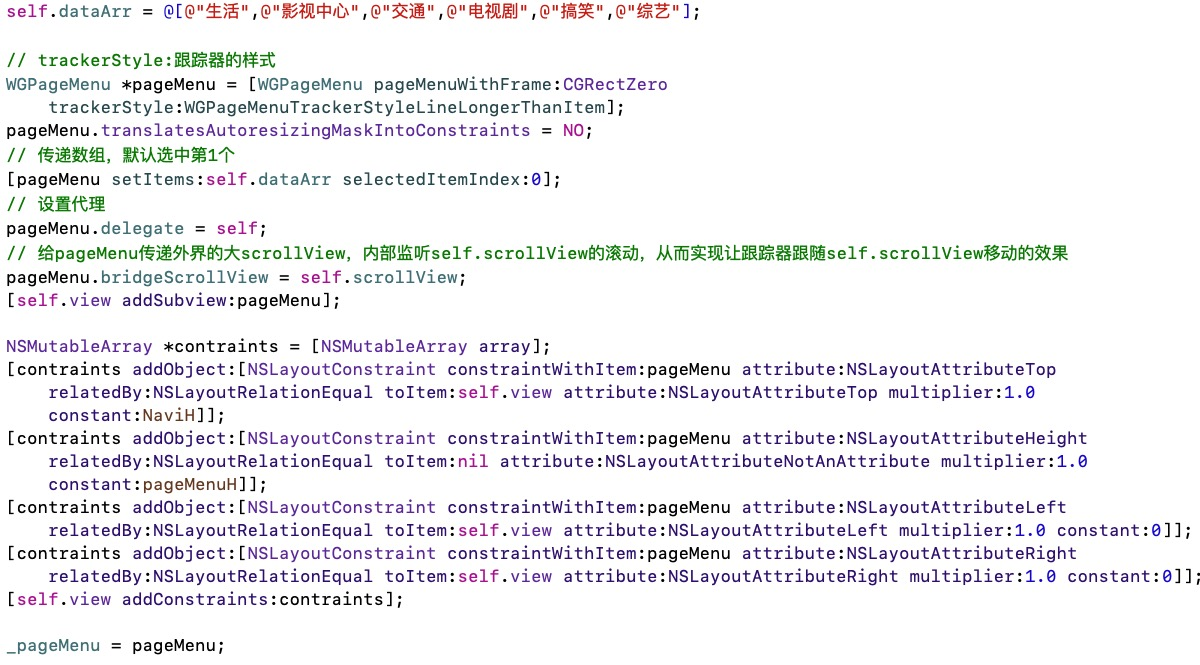 self.dataArr = @[@"生活",@"影视中心",@"交通",@"电视剧",@"搞笑",@"综艺"];
// trackerStyle:跟踪器的样式
WGPageMenu *pageMenu = [WGPageMenu pageMenuWithFrame:CGRectZero
trackerStyle:WGPageMenuTrackerStyleLineLongerThanItem];
pageMenu.translatesAutoresizingMaskIntoConstraints = NO;
// 传递数组，默认选中第1个
[pageMenu setItems:self.dataArr selectedItemIndex:0];
// 设置代理
pageMenu.delegate = self;
// 给pageMenu传递外界的大scrollView，内部监听self.scrollView的滚动，从而实现让跟踪器跟随self.scrollView移动的效果
pageMenu.bridgeScrollView = self.scrollView;
[self.view addSubview:pageMenu];
NSMutableArray *contraints = [NSMutableArray array];
[contraints addObject:[NSLayoutConstraint constraintWithItem:pageMenu attribute:NSLayoutAttributeTop
relatedBy:NSLayoutRelationEqual toItem:self.view attribute:NSLayoutAttributeTop multiplier:1.0
constant:NaviH]];
[contraints addObject:[NSLayoutConstraint constraintWithItem:pageMenu attribute:NSLayoutAttributeHeight
relatedBy:NSLayoutRelationEqual toItem:nil attribute:NSLayoutAttributeNotAnAttribute multiplier:1.0
constant:pageMenuH]];
[contraints addObject:[NSLayoutConstraint constraintWithItem:pageMenu attribute:NSLayoutAttributeLeft
relatedBy:NSLayoutRelationEqual toItem:self.view attribute:NSLayoutAttributeLeft multiplier:1.0 constant:0]];
[contraints addObject:[NSLayoutConstraint constraintWithItem:pageMenu attribute:NSLayoutAttributeRight
relatedBy:NSLayoutRelationEqual toItem:self.view attribute:NSLayoutAttributeRight multiplier:1.0 constant:0]];
[self.view addConstraints:contraints];
_pageMenu = pageMenu;